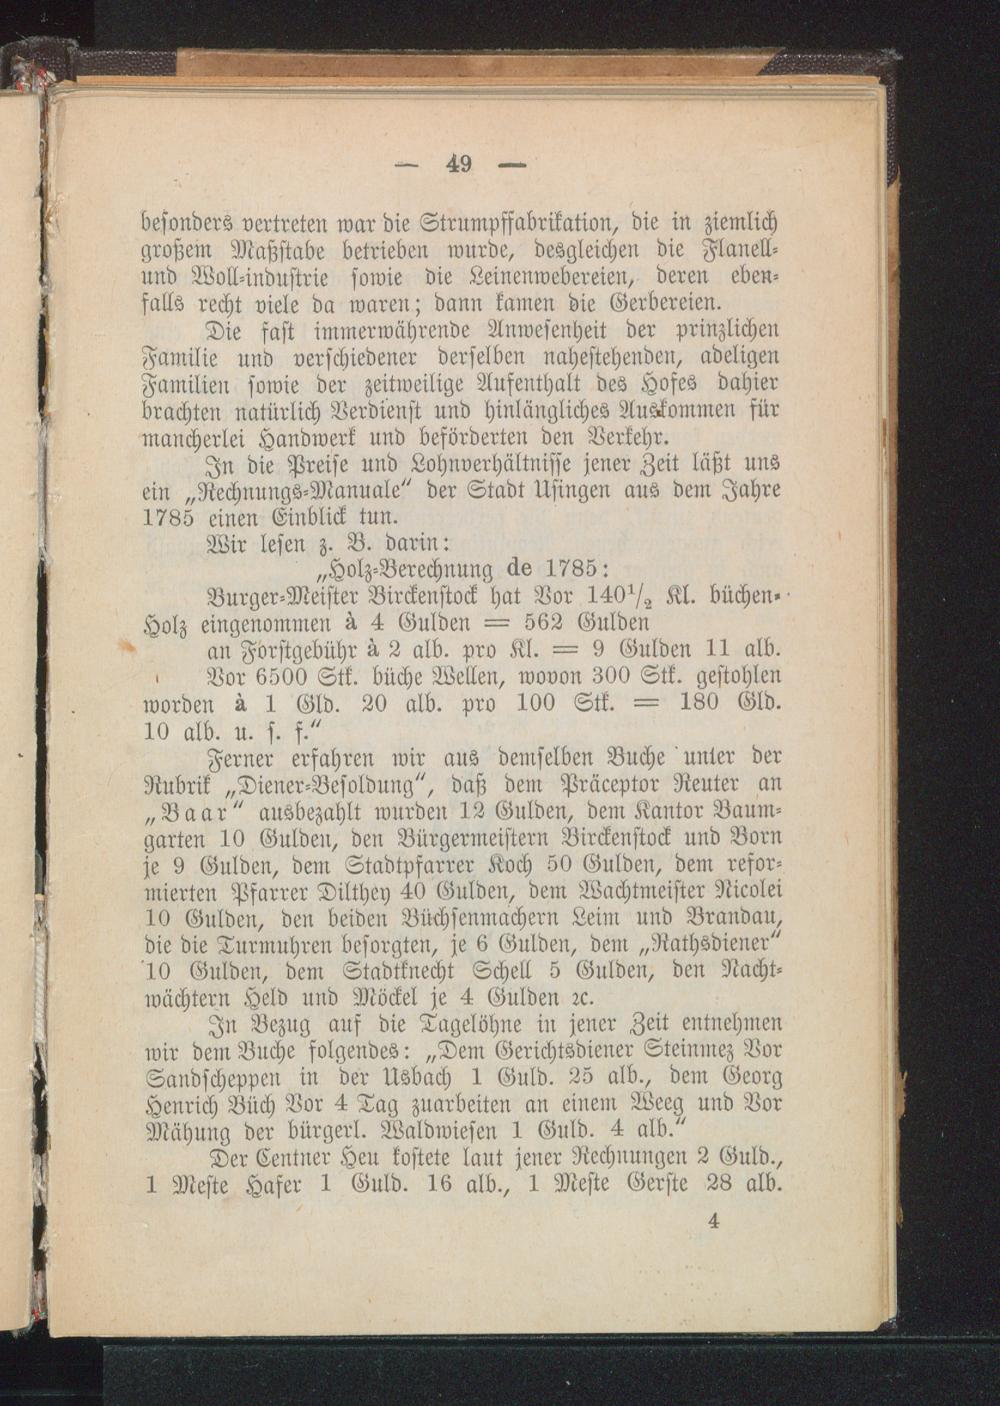 — 49 —
besonders vertreten war die Strumpffabrikation, die in ziemlich
großem Maßstabe betrieben wurde, desgleichen die Flanell-
und Woll-industrie sowie die Leinenwebereien, deren eben-
falls recht viele da waren; dann kamen die Gerbereien.
Die fast immerwährende Anwesenheit der prinzlichen
Familie und verschiedener derselben nahestehenden, adeligen
Familien sowie der zeitweilige Aufenthalt des Hofes dahier
brachten natürlich Verdienst und hinlängliches Auskommen für
mancherlei Handwerk und beförderten den Verkehr.
In die Preise und Lohnverhältnisse jener Zeit läßt uns
ein „Rechnungs-Manuale“ der Stadt Usingen aus dem Jahre
1785 einen Einblick tun.
Wir lesen z. B. darin:
„Holz-Berechnung de 1785:
Burger-Meister Birckenstock hat Vor 140¹/₂ Kl. büchen-
Holz eingenommen à 4 Gulden = 562 Gulden
an Forstgebühr à 2 alb. pro Kl. = 9 Gulden 11 alb.
Vor 6500 Stk. büche Wellen, wovon 300 Stk. gestohlen
worden à 1 Gld. 20 alb. pro 100 Stk. = 180 Gld.
10 alb. u. s. f.“
Ferner erfahren wir aus demselben Buche unter der
Rubrik „Diener-Besoldung“, daß dem Präceptor Reuter an
„Baar“ ausbezahlt wurden 12 Gulden, dem Kantor Baum-
garten 10 Gulden, den Bürgermeistern Birckenstock und Born
je 9 Gulden, dem Stadtpfarrer Koch 50 Gulden, dem refor-
mierten Pfarrer Dilthey 40 Gulden, dem Wachtmeister Nicolei
10 Gulden, den beiden Büchsenmachern Leim und Brandau,
die die Turmuhren besorgten, je 6 Gulden, dem „Rathsdiener“
10 Gulden, dem Stadtknecht Schell 5 Gulden, den Nacht-
wächtern Held und Möckel je 4 Gulden ꝛc.
In Bezug auf die Tagelöhne in jener Zeit entnehmen
wir dem Buche folgendes: „Dem Gerichtsdiener Steinmez Vor
Sandscheppen in der Usbach 1 Guld. 25 alb., dem Georg
Henrich Büch Vor 4 Tag zuarbeiten an einem Weeg und Vor
Mähung der bürgerl. Waldwiesen 1 Guld. 4 alb.“
Der Centner Heu kostete laut jener Rechnungen 2 Guld.,
1 Meste Hafer 1 Guld. 16 alb., 1 Meste Gerste 28 alb.
4